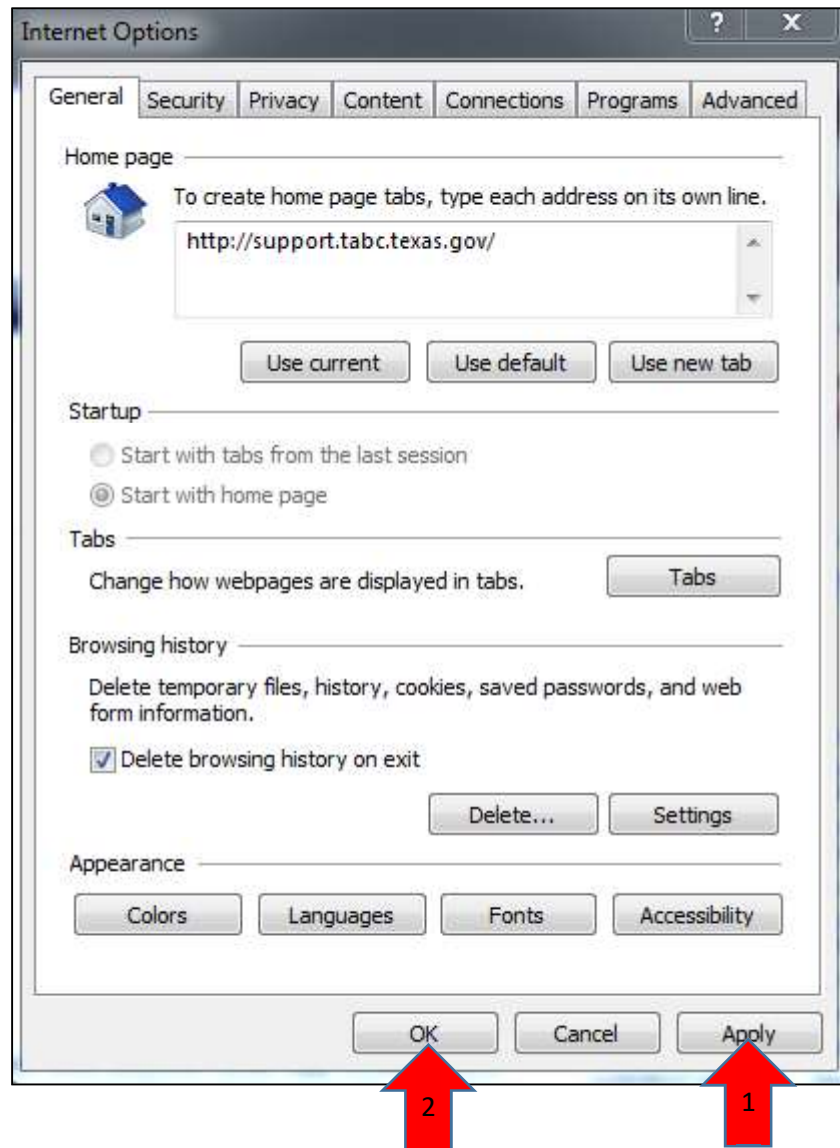 Internet Options
? X
General Security Privacy Content Connections Programs Advanced
Home page
To create home page tabs, type each address on its own line.
http://support.tabc.texas.gov/
Use current Use default Use new tab
Startup
Start with tabs from the last session
Start with home page
Tabs
Change how webpages are displayed in tabs. Tabs
Browsing history
Delete temporary files, history, cookies, saved passwords, and web
form information.
Delete browsing history on exit
Delete... Settings
Appearance
Colors Languages Fonts Accessibility
OK Cancel Apply
2 1